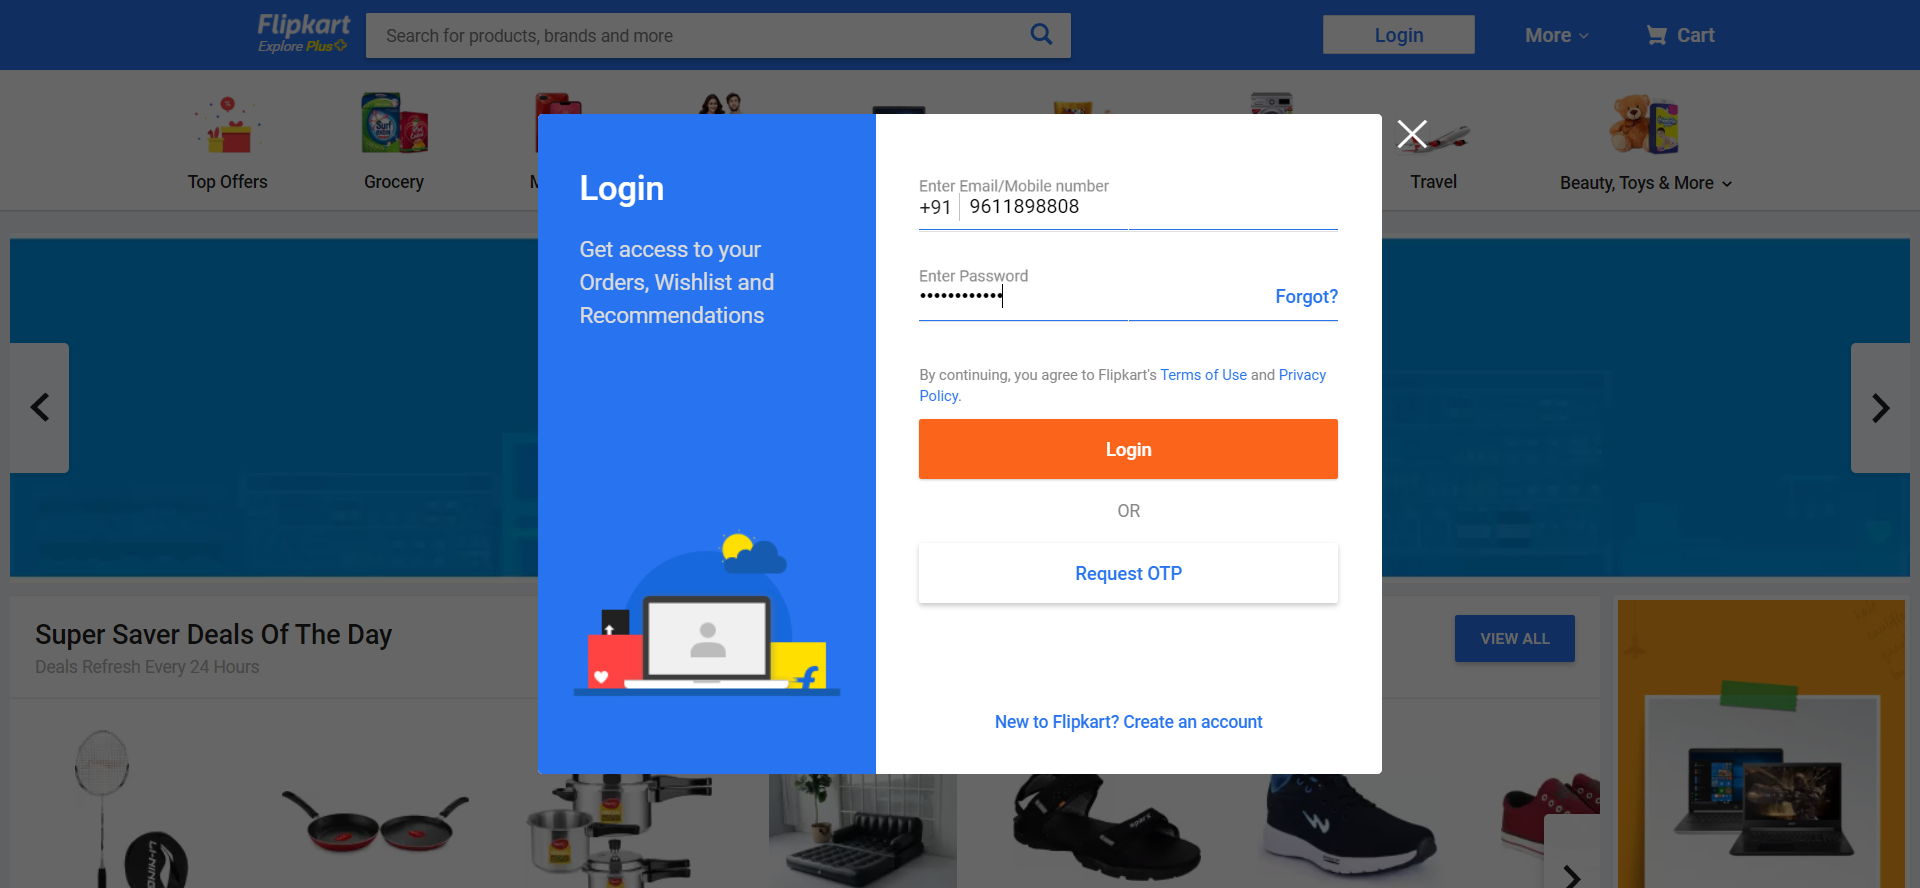 Flipkart
Explore Plus
Search for products, brands and more
Login
More
Cart
Top Offers
Grocery
M
Travel
Beauty, Toys & More
Login
Get access to your
Orders, Wishlist and
Recommendations
Enter Email/Mobile number
+91 9611898808
Enter Password
••••••••••••
Forgot?
By continuing, you agree to Flipkart's Terms of Use and Privacy
Policy.
Login
OR
Request OTP
New to Flipkart? Create an account
Super Saver Deals Of The Day
Deals Refresh Every 24 Hours
VIEW ALL
LI-NING
sparx